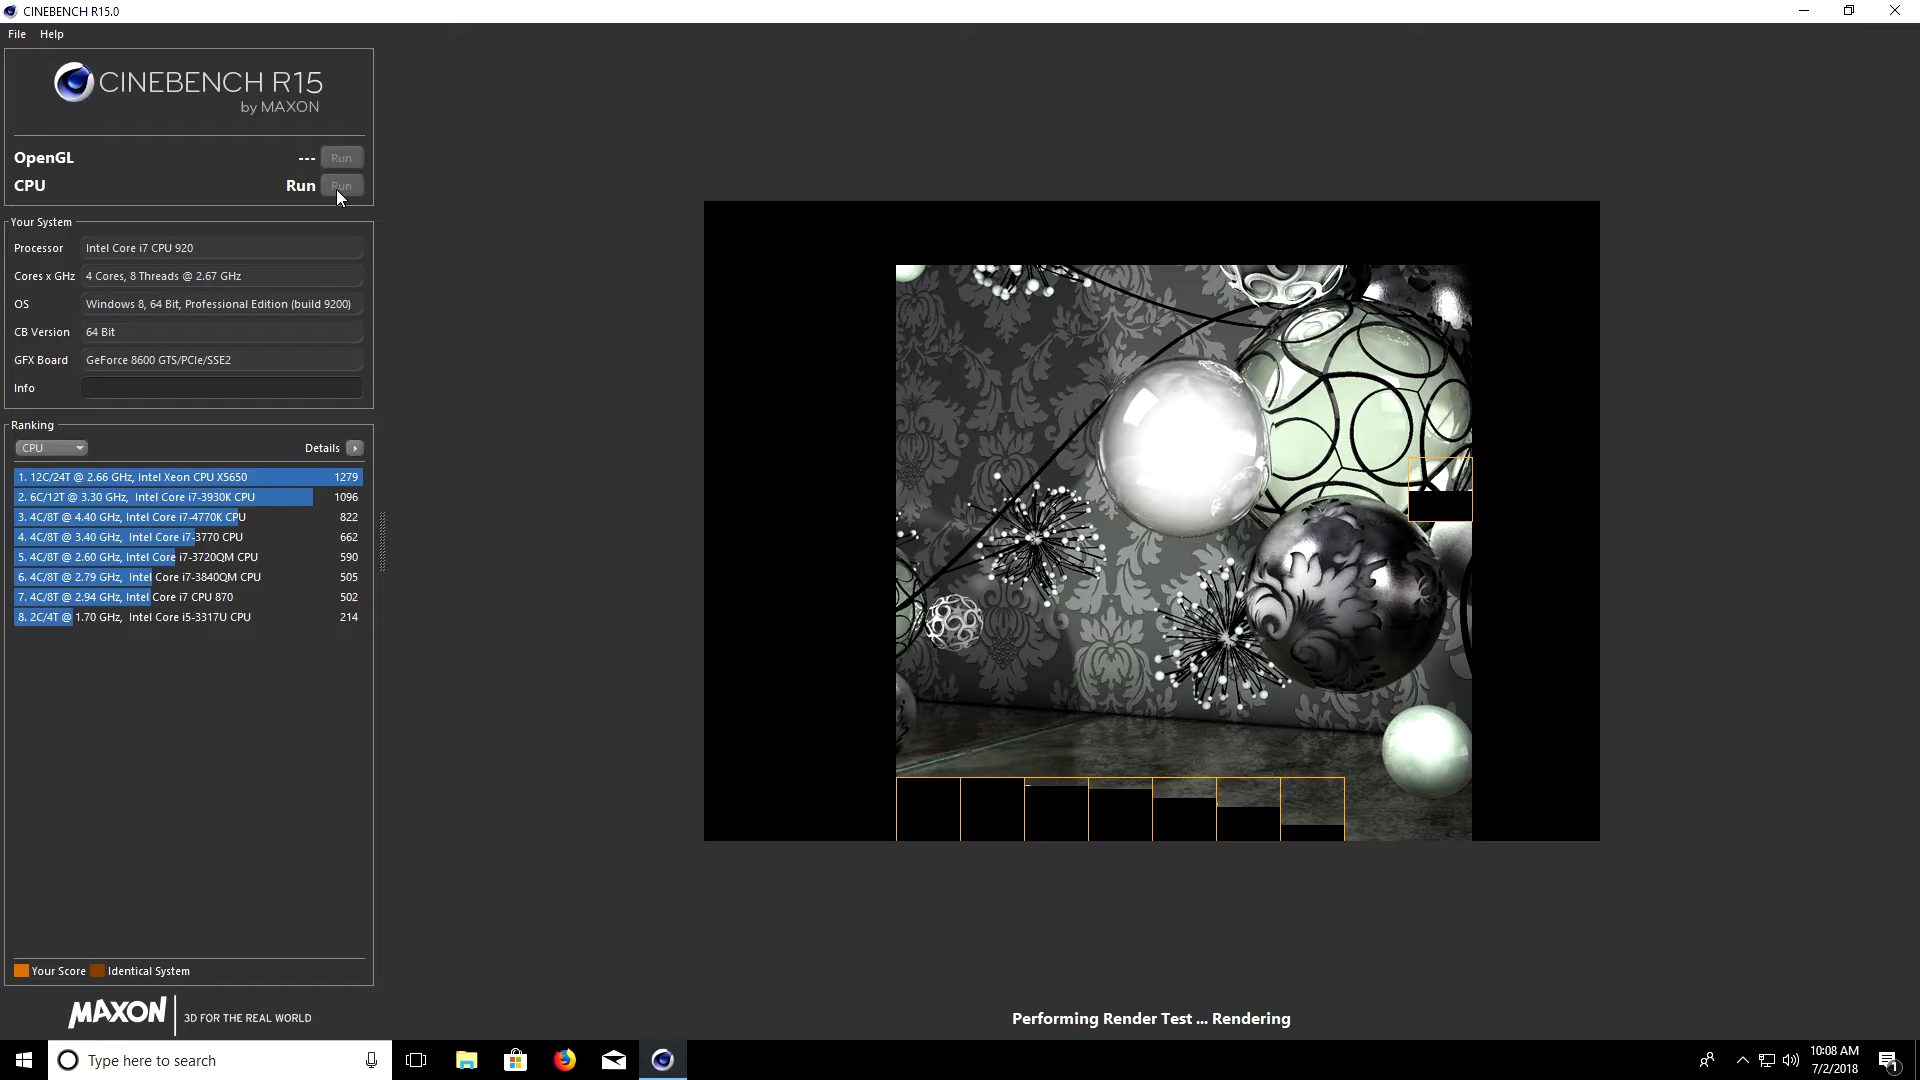 CINEBENCH R15.0
File Help
CINEBENCH R15
by MAXON
OpenGL --- Run
CPU Run Run
Your System
Processor Intel Core i7 CPU 920
Cores x GHz 4 Cores, 8 Threads @ 2.67 GHz
OS Windows 8, 64 Bit, Professional Edition (build 9200)
CB Version 64 Bit
GFX Board GeForce 8600 GTS/PCIe/SSE2
Info
Ranking
CPU Details
1. 12C/24T @ 2.66 GHz, Intel Xeon CPU X5650 1279
2. 6C/12T @ 3.30 GHz, Intel Core i7-3930K CPU 1096
3. 4C/8T @ 4.40 GHz, Intel Core i7-4770K CPU 822
4. 4C/8T @ 3.40 GHz, Intel Core i7-3770 CPU 662
5. 4C/8T @ 2.60 GHz, Intel Core i7-3720QM CPU 590
6. 4C/8T @ 2.79 GHz, Intel Core i7-3840QM CPU 505
7. 4C/8T @ 2.94 GHz, Intel Core i7 CPU 870 502
8. 2C/4T @ 1.70 GHz, Intel Core i5-3317U CPU 214
Your Score Identical System
MAXON 3D FOR THE REAL WORLD
Performing Render Test ... Rendering
Type here to search
10:08 AM
7/2/2018
1